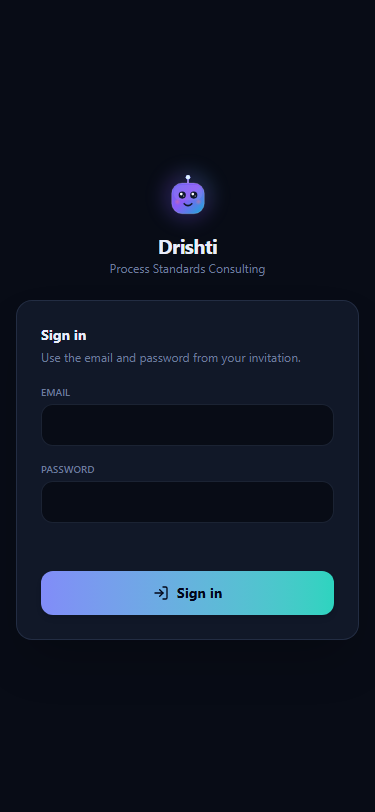 Drishti
Process Standards Consulting
Sign in
Use the email and password from your invitation.
EMAIL
PASSWORD
Sign in